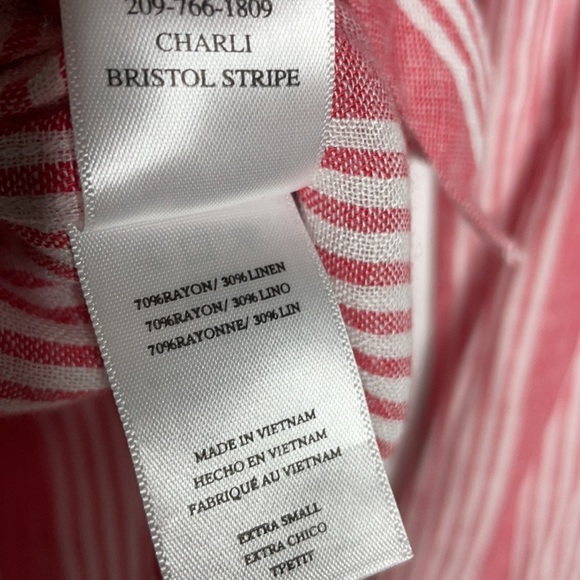 209-766-1809
CHARLI
BRISTOL STRIPE
70%RAYON/ 30%LINEN
70%RAYON/ 30% LINO
70%RAYONNE/ 30%LIN
MADE IN VIETNAM
HECHO EN VIETNAM
FABRIQUÉ AU VIETNAM
EXTRA SMALL
EXTRA CHICO
TPETIT